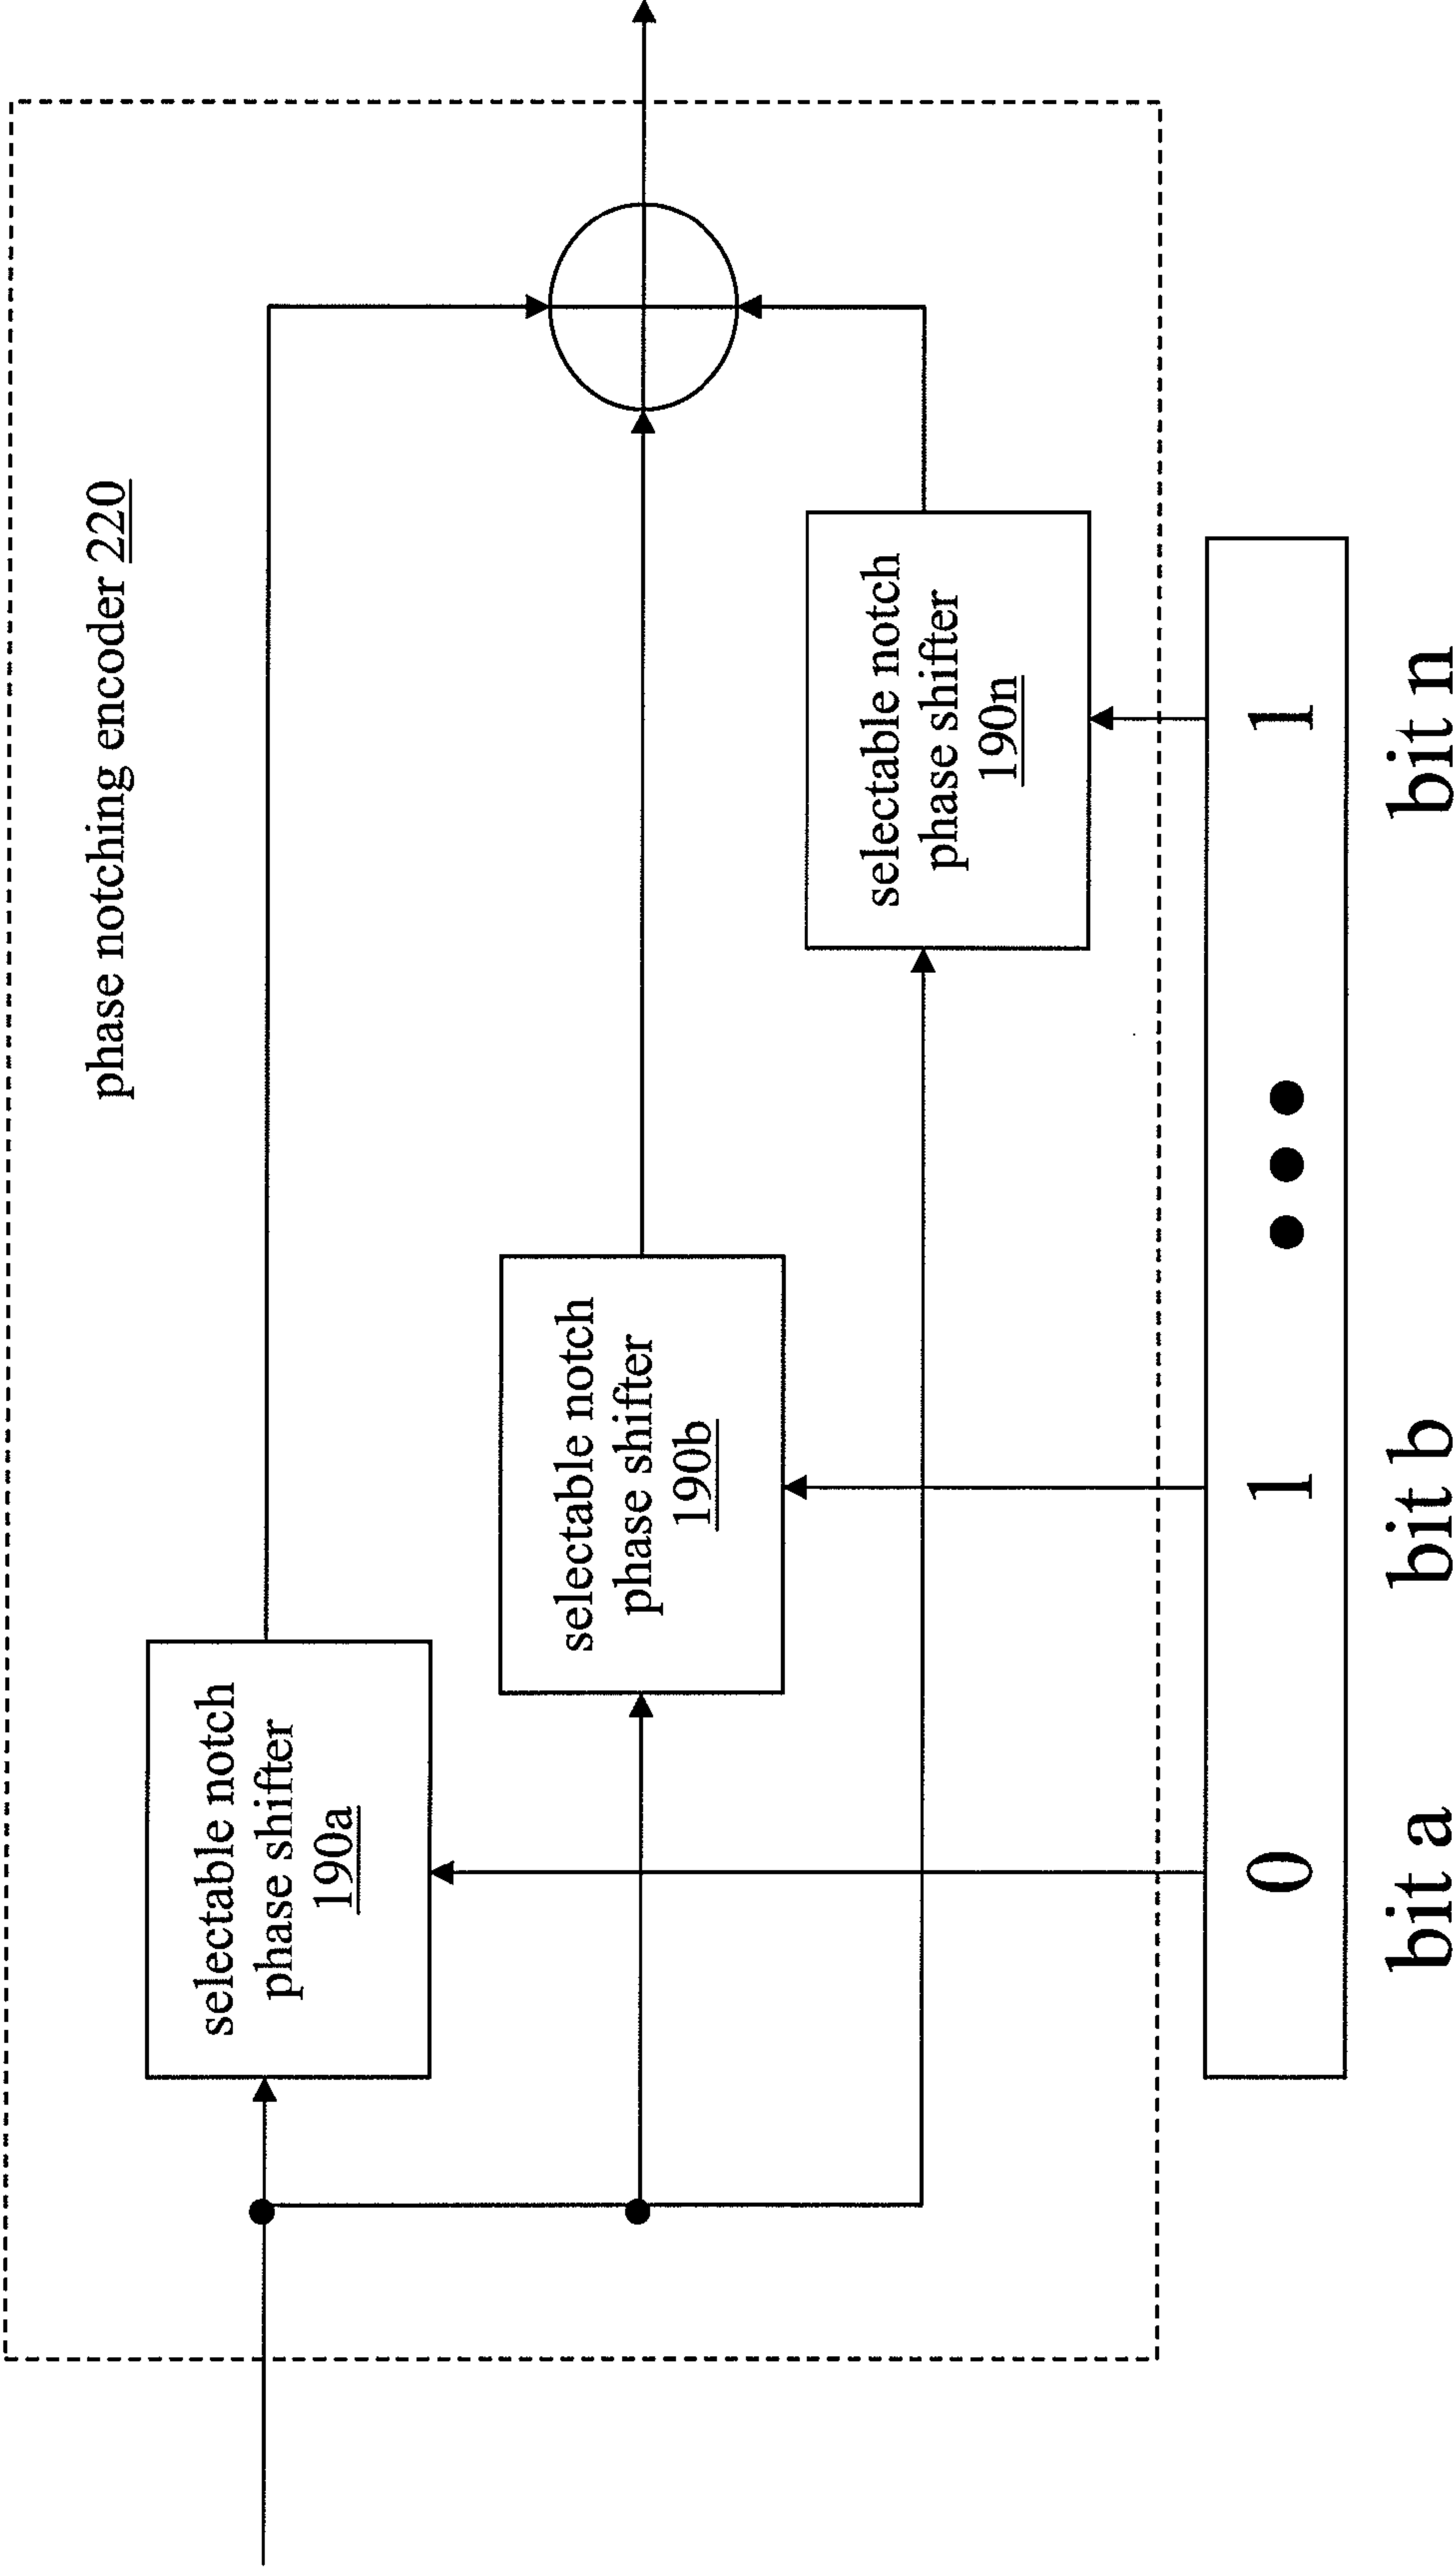 phase notching encoder 220
selectable notch
phase shifter
190a
selectable notch
phase shifter
190b
selectable notch
phase shifter
190n
0 1 ●●● 1
bit a bit b bit n